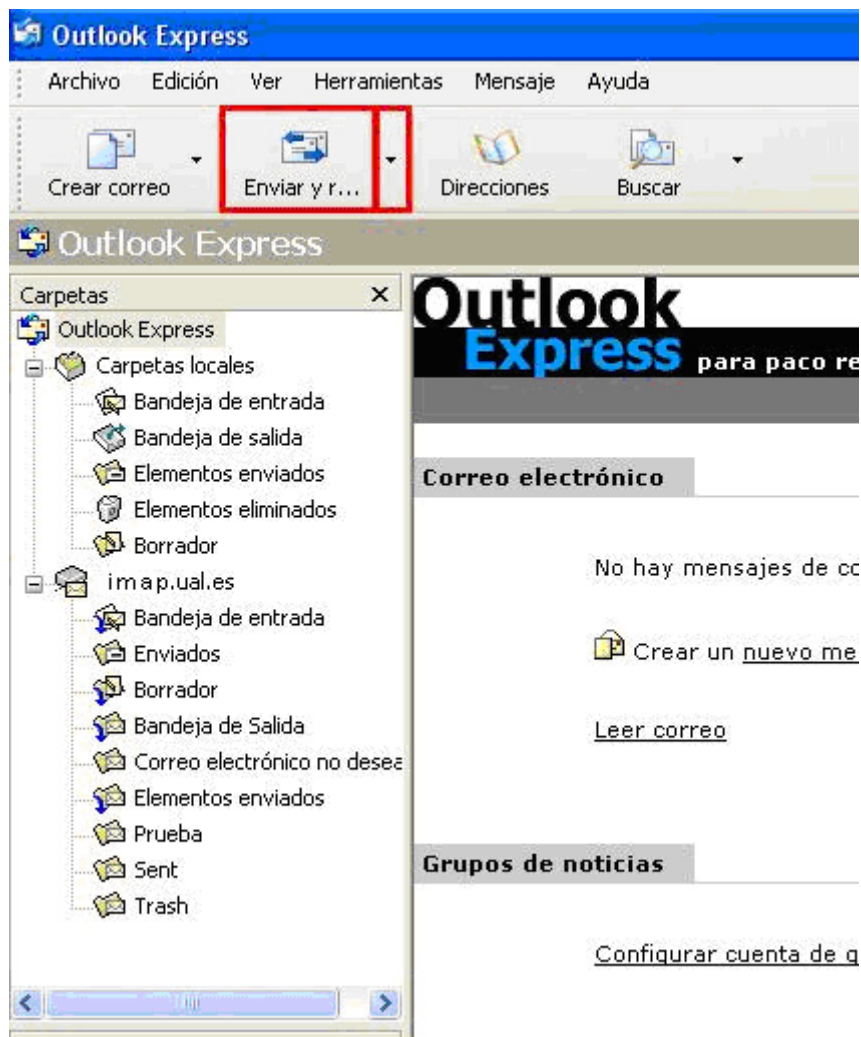 Outlook Express
Archivo Edición Ver Herramientas Mensaje Ayuda
Crear correo Enviar y r... Direcciones Buscar
Outlook Express
Carpetas
Outlook Express
Carpetas locales
Bandeja de entrada
Bandeja de salida
Elementos enviados
Elementos eliminados
Borrador
imap.ual.es
Bandeja de entrada
Enviados
Borrador
Bandeja de Salida
Correo electrónico no desea
Elementos enviados
Prueba
Sent
Trash
Outlook
Express para paco re
Correo electrónico
No hay mensajes de co
Crear un nuevo me
Leer correo
Grupos de noticias
Configurar cuenta de g